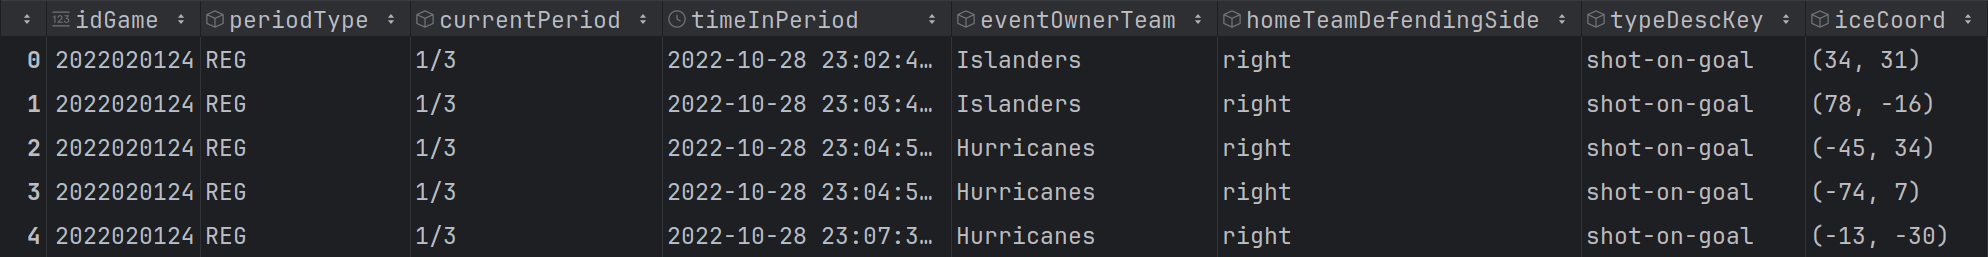 idGame periodType currentPeriod timeInPeriod eventOwnerTeam homeTeamDefendingSide typeDescKey iceCoord
0 2022020124 REG 1/3 2022-10-28 23:02:4… Islanders right shot-on-goal (34, 31)
1 2022020124 REG 1/3 2022-10-28 23:03:4… Islanders right shot-on-goal (78, -16)
2 2022020124 REG 1/3 2022-10-28 23:04:5… Hurricanes right shot-on-goal (-45, 34)
3 2022020124 REG 1/3 2022-10-28 23:04:5… Hurricanes right shot-on-goal (-74, 7)
4 2022020124 REG 1/3 2022-10-28 23:07:3… Hurricanes right shot-on-goal (-13, -30)